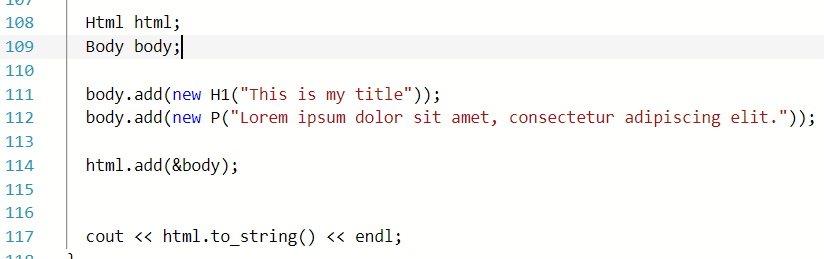 107
108 Html html;
109 Body body;
110
111 body.add(new H1("This is my title"));
112 body.add(new P("Lorem ipsum dolor sit amet, consectetur adipiscing elit."));
113
114 html.add(&body);
115
116
117 cout << html.to_string() << endl;
118 }